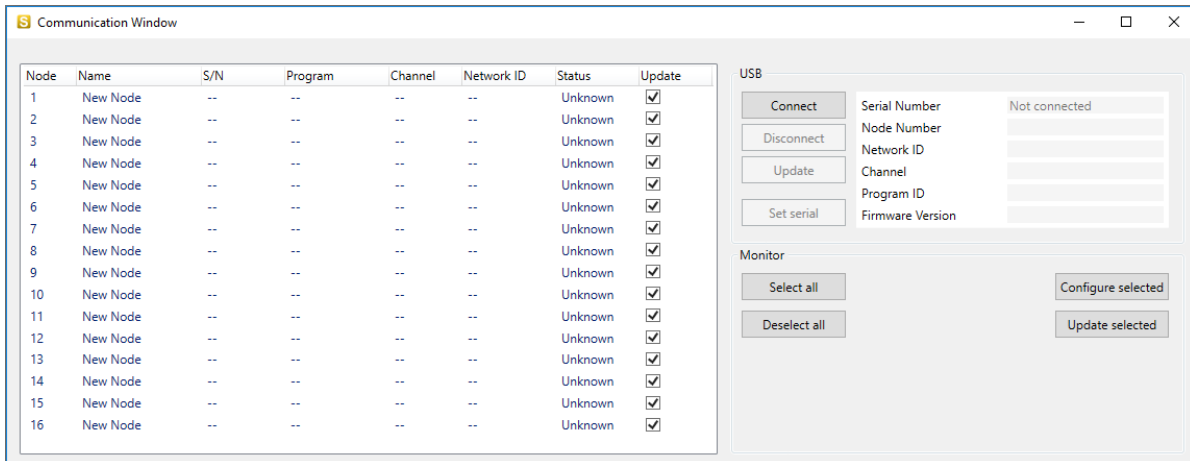 S Communication Window
Node Name S/N Program Channel Network ID Status Update
1 New Node -- -- -- -- Unknown
2 New Node -- -- -- -- Unknown
3 New Node -- -- -- -- Unknown
4 New Node -- -- -- -- Unknown
5 New Node -- -- -- -- Unknown
6 New Node -- -- -- -- Unknown
7 New Node -- -- -- -- Unknown
8 New Node -- -- -- -- Unknown
9 New Node -- -- -- -- Unknown
10 New Node -- -- -- -- Unknown
11 New Node -- -- -- -- Unknown
12 New Node -- -- -- -- Unknown
13 New Node -- -- -- -- Unknown
14 New Node -- -- -- -- Unknown
15 New Node -- -- -- -- Unknown
16 New Node -- -- -- -- Unknown
USB
Connect
Disconnect
Update
Set serial
Serial Number Not connected
Node Number
Network ID
Channel
Program ID
Firmware Version
Monitor
Select all Configure selected
Deselect all Update selected